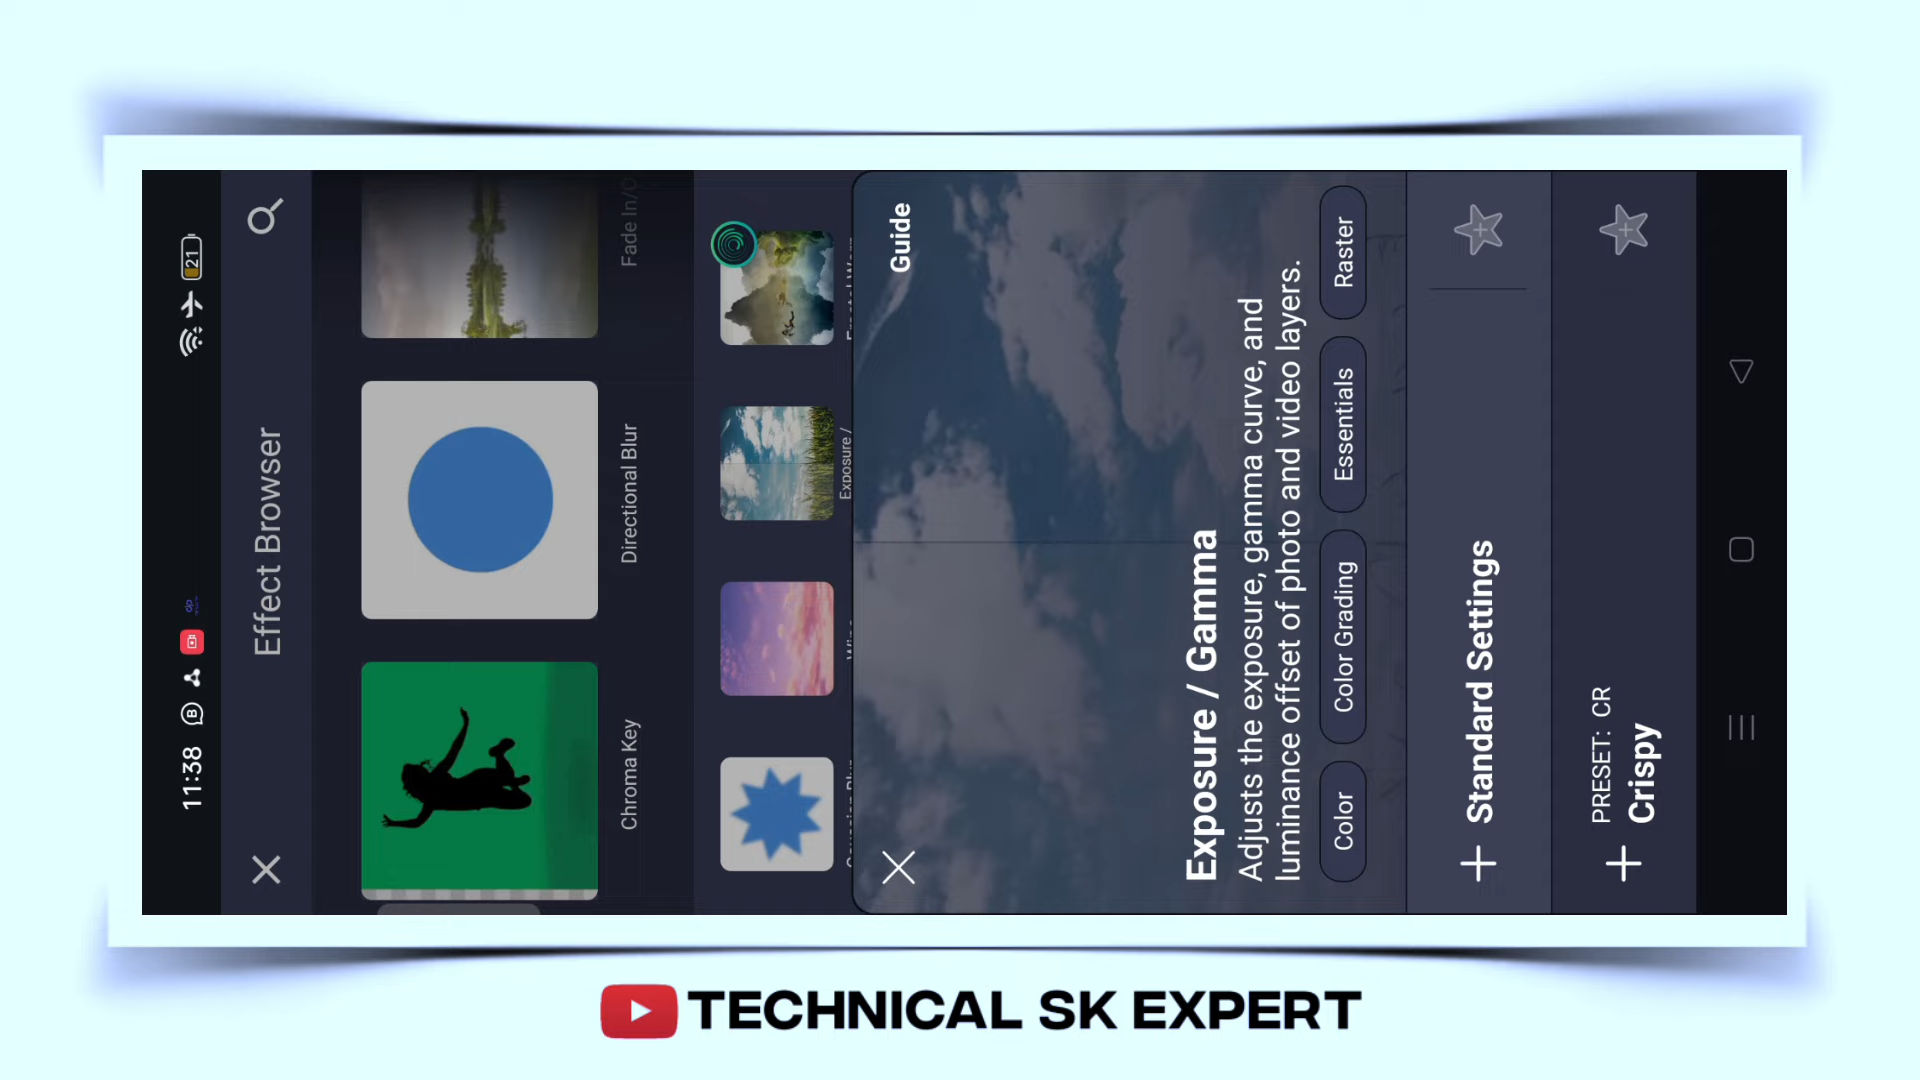 11:38
21
Effect Browser
Chroma Key
Directional Blur
Fade In/O
Exposure /
Guide
Exposure / Gamma
Adjusts the exposure, gamma curve, and
luminance offset of photo and video layers.
Color
Color Grading
Essentials
Raster
Standard Settings
PRESET: CR
Crispy
TECHNICAL SK EXPERT